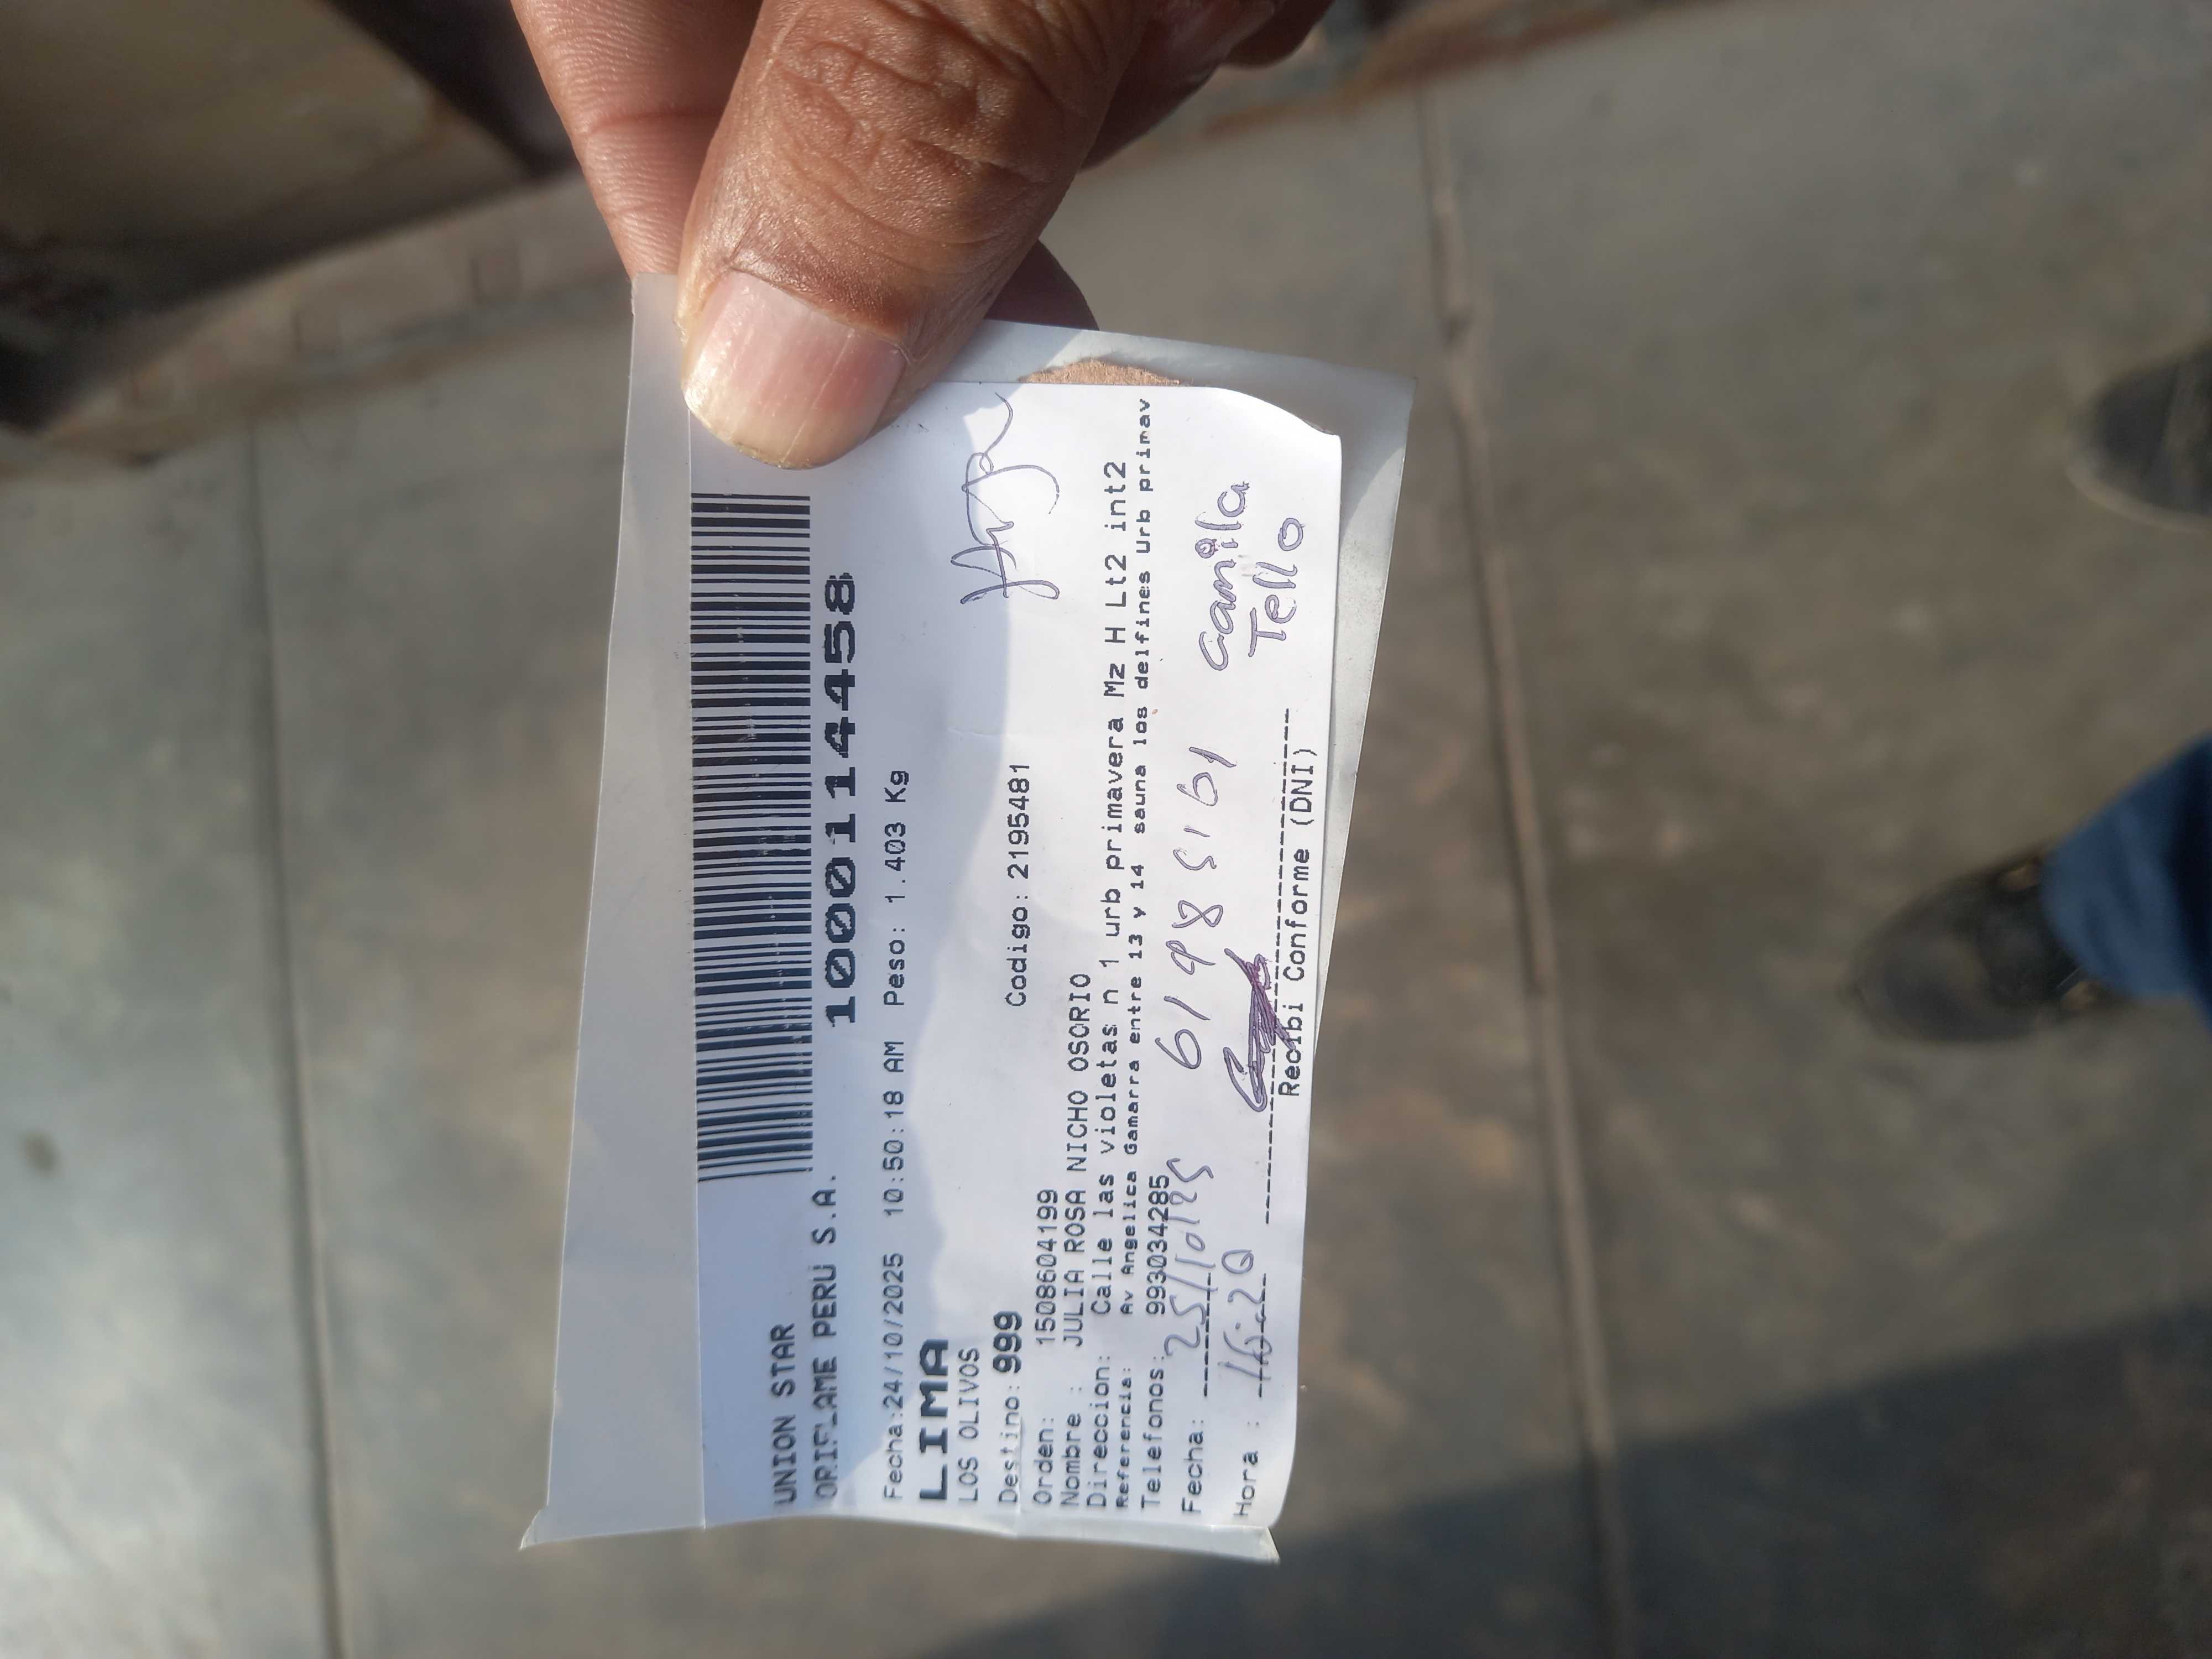 UNION STAR
ORIFLAME PERU S.A.
10001144458
Fecha:24/10/2025 10:50:18 AM Peso: 1.403 Kg
LIMA
LOS OLIVOS
Destino:999 Codigo: 2195481
Orden: 1508604199
Nombre : JULIA ROSA NICHO OSORIO
Direccion: Calle las violetas n 1 urb primavera Mz H Lt2 int2
Referencia: Av Angelica Gamarra entre 13 y 14 sauna los delfines Urb primav
Telefonos: 993034285
Fecha: 25/10/25
Camila
Tello
Hora : 16:20
Recibi Conforme (DNI)